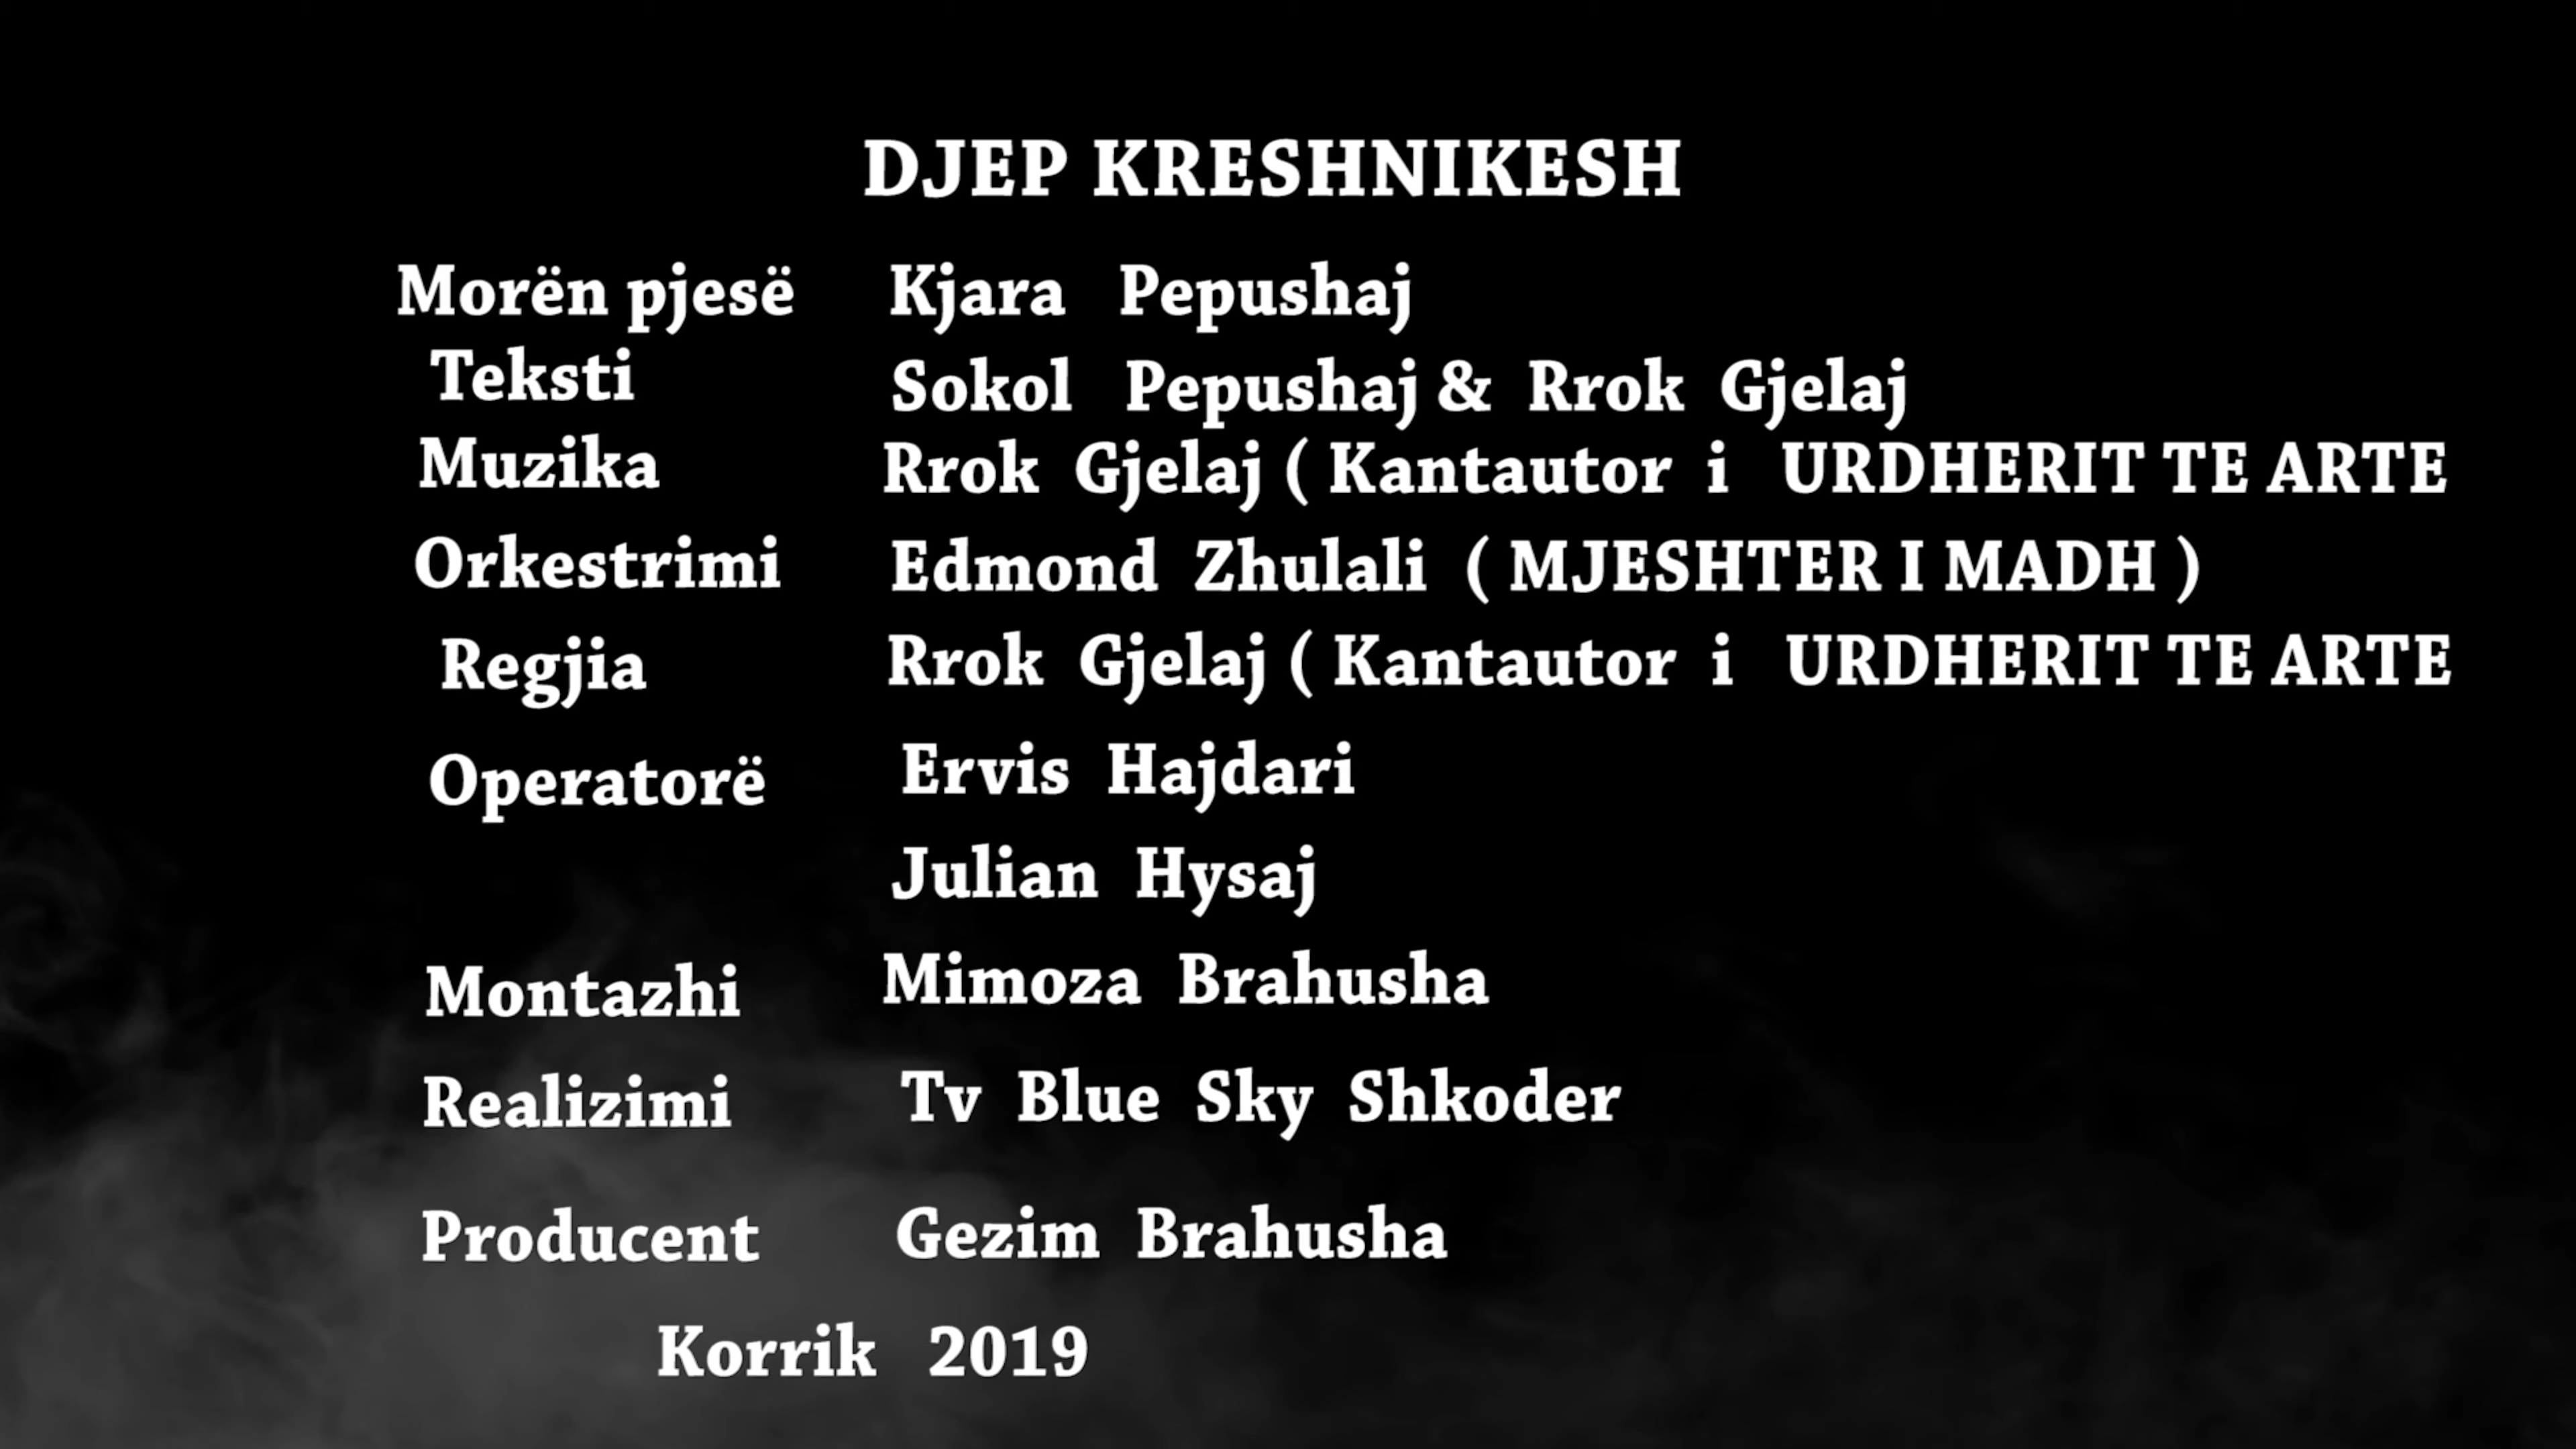 DJEP KRESHNIKESH
Morën pjesë Kjara Pepushaj
Teksti Sokol Pepushaj & Rrok Gjelaj
Muzika Rrok Gjelaj ( Kantautor i URDHERIT TE ARTE
Orkestrimi Edmond Zhulali ( MJESHTER I MADH )
Regjia Rrok Gjelaj ( Kantautor i URDHERIT TE ARTE
Operatorë Ervis Hajdari
Julian Hysaj
Montazhi Mimoza Brahusha
Realizimi Tv Blue Sky Shkoder
Producent Gezim Brahusha
Korrik 2019